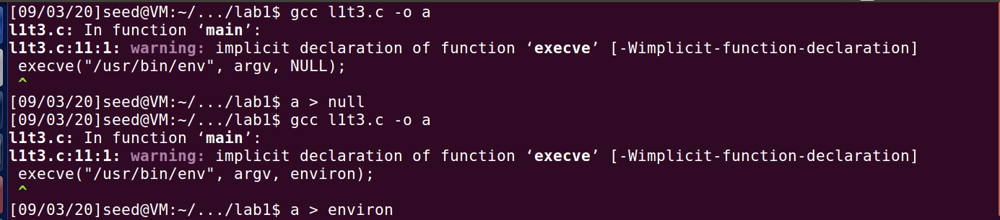 [09/03/20]seed@VM:~/.../lab1$ gcc l1t3.c -o a
l1t3.c: In function ‘main’:
l1t3.c:11:1: warning: implicit declaration of function ‘execve’ [-Wimplicit-function-declaration]
 execve("/usr/bin/env", argv, NULL);
 ^
[09/03/20]seed@VM:~/.../lab1$ a > null
[09/03/20]seed@VM:~/.../lab1$ gcc l1t3.c -o a
l1t3.c: In function ‘main’:
l1t3.c:11:1: warning: implicit declaration of function ‘execve’ [-Wimplicit-function-declaration]
 execve("/usr/bin/env", argv, environ);
 ^
[09/03/20]seed@VM:~/.../lab1$ a > environ